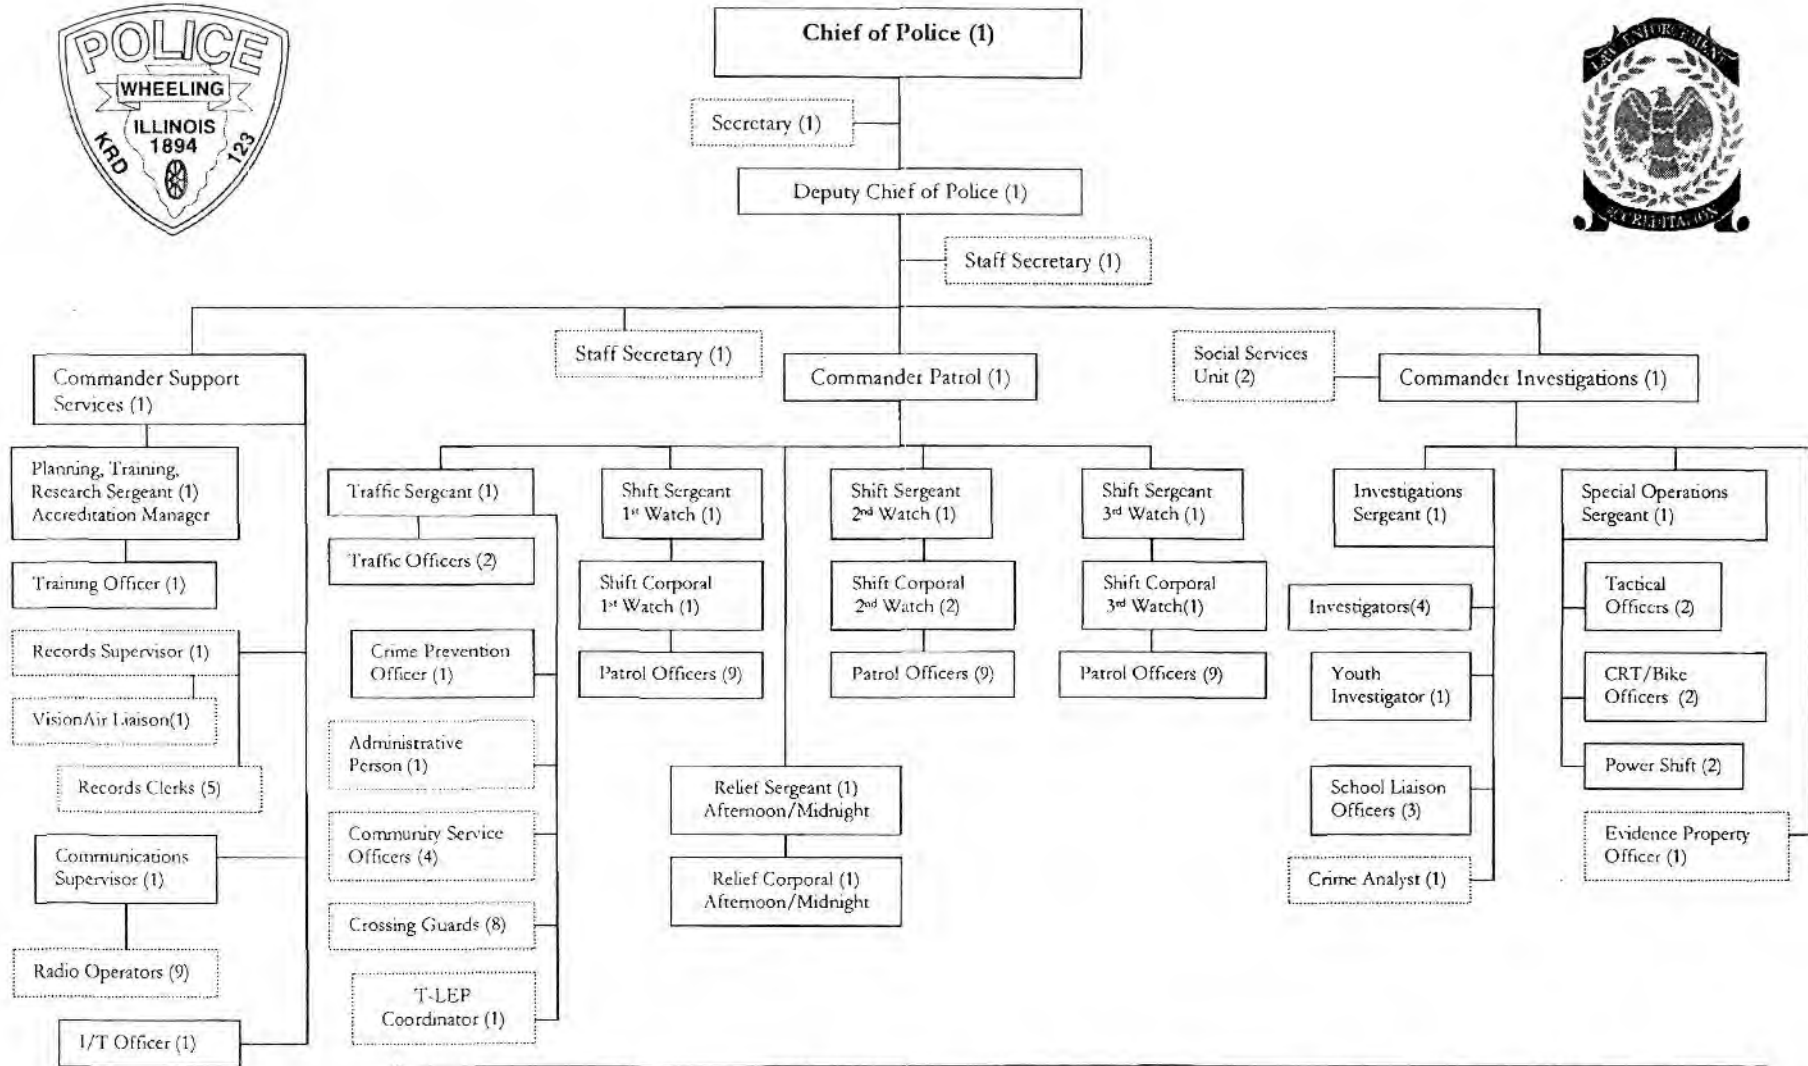 POLICE
WHEELING
ILLINOIS
1894
KRD
123
Chief of Police (1)
LAW ENFORCEMENT
ACCREDITATION
Secretary (1)
Deputy Chief of Police (1)
Staff Secretary (1)
Staff Secretary (1)
Commander Support
Services (1)
Commander Patrol (1)
Social Services
Unit (2)
Commander Investigations (1)
Planning, Training,
Research Sergeant (1)
Accreditation Manager
Training Officer (1)
Records Supervisor (1)
VisionAir Liaison(1)
Records Clerks (5)
Communications
Supervisor (1)
Radio Operators (9)
I/T Officer (1)
Traffic Sergeant (1)
Traffic Officers (2)
Crime Prevention
Officer (1)
Administrative
Person (1)
Community Service
Officers (4)
Crossing Guards (8)
T-LEP
Coordinator (1)
Shift Sergeant
1st Watch (1)
Shift Corporal
1st Watch (1)
Patrol Officers (9)
Relief Sergeant (1)
Afternoon/Midnight
Relief Corporal (1)
Afternoon/Midnight
Shift Sergeant
2nd Watch (1)
Shift Corporal
2nd Watch (2)
Patrol Officers (9)
Shift Sergeant
3rd Watch (1)
Shift Corporal
3rd Watch(1)
Patrol Officers (9)
Investigations
Sergeant (1)
Investigators(4)
Youth
Investigator (1)
School Liaison
Officers (3)
Crime Analyst (1)
Special Operations
Sergeant (1)
Tactical
Officers (2)
CRT/Bike
Officers (2)
Power Shift (2)
Evidence Property
Officer (1)